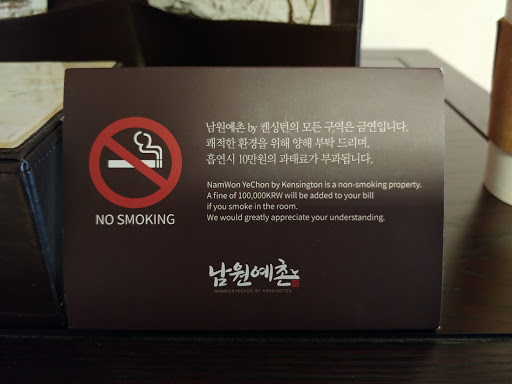 남원예촌 by 켄싱턴의 모든 구역은 금연입니다.
쾌적한 환경을 위해 양해 부탁 드리며,
흡연시 10만원의 과태료가 부과됩니다.
NamWon YeChon by Kensington is a non-smoking property.
A fine of 100,000KRW will be added to your bill
if you smoke in the room.
We would greatly appreciate your understanding.
NO SMOKING
남원예촌
NAMWONYECHON BY KENSINGTON